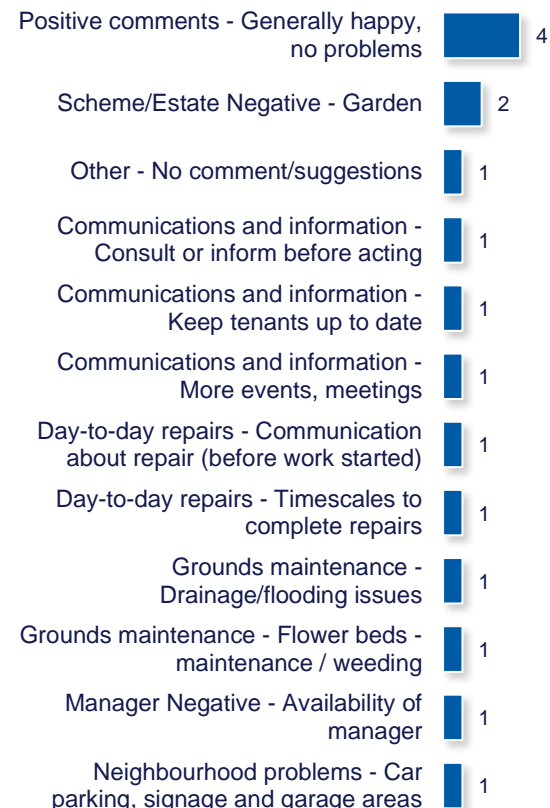 Positive comments - Generally happy,
no problems
4
Scheme/Estate Negative - Garden
2
Other - No comment/suggestions
1
Communications and information -
Consult or inform before acting
1
Communications and information -
Keep tenants up to date
1
Communications and information -
More events, meetings
1
Day-to-day repairs - Communication
about repair (before work started)
1
Day-to-day repairs - Timescales to
complete repairs
1
Grounds maintenance -
Drainage/flooding issues
1
Grounds maintenance - Flower beds -
maintenance / weeding
1
Manager Negative - Availability of
manager
1
Neighbourhood problems - Car
parking, signage and garage areas
1